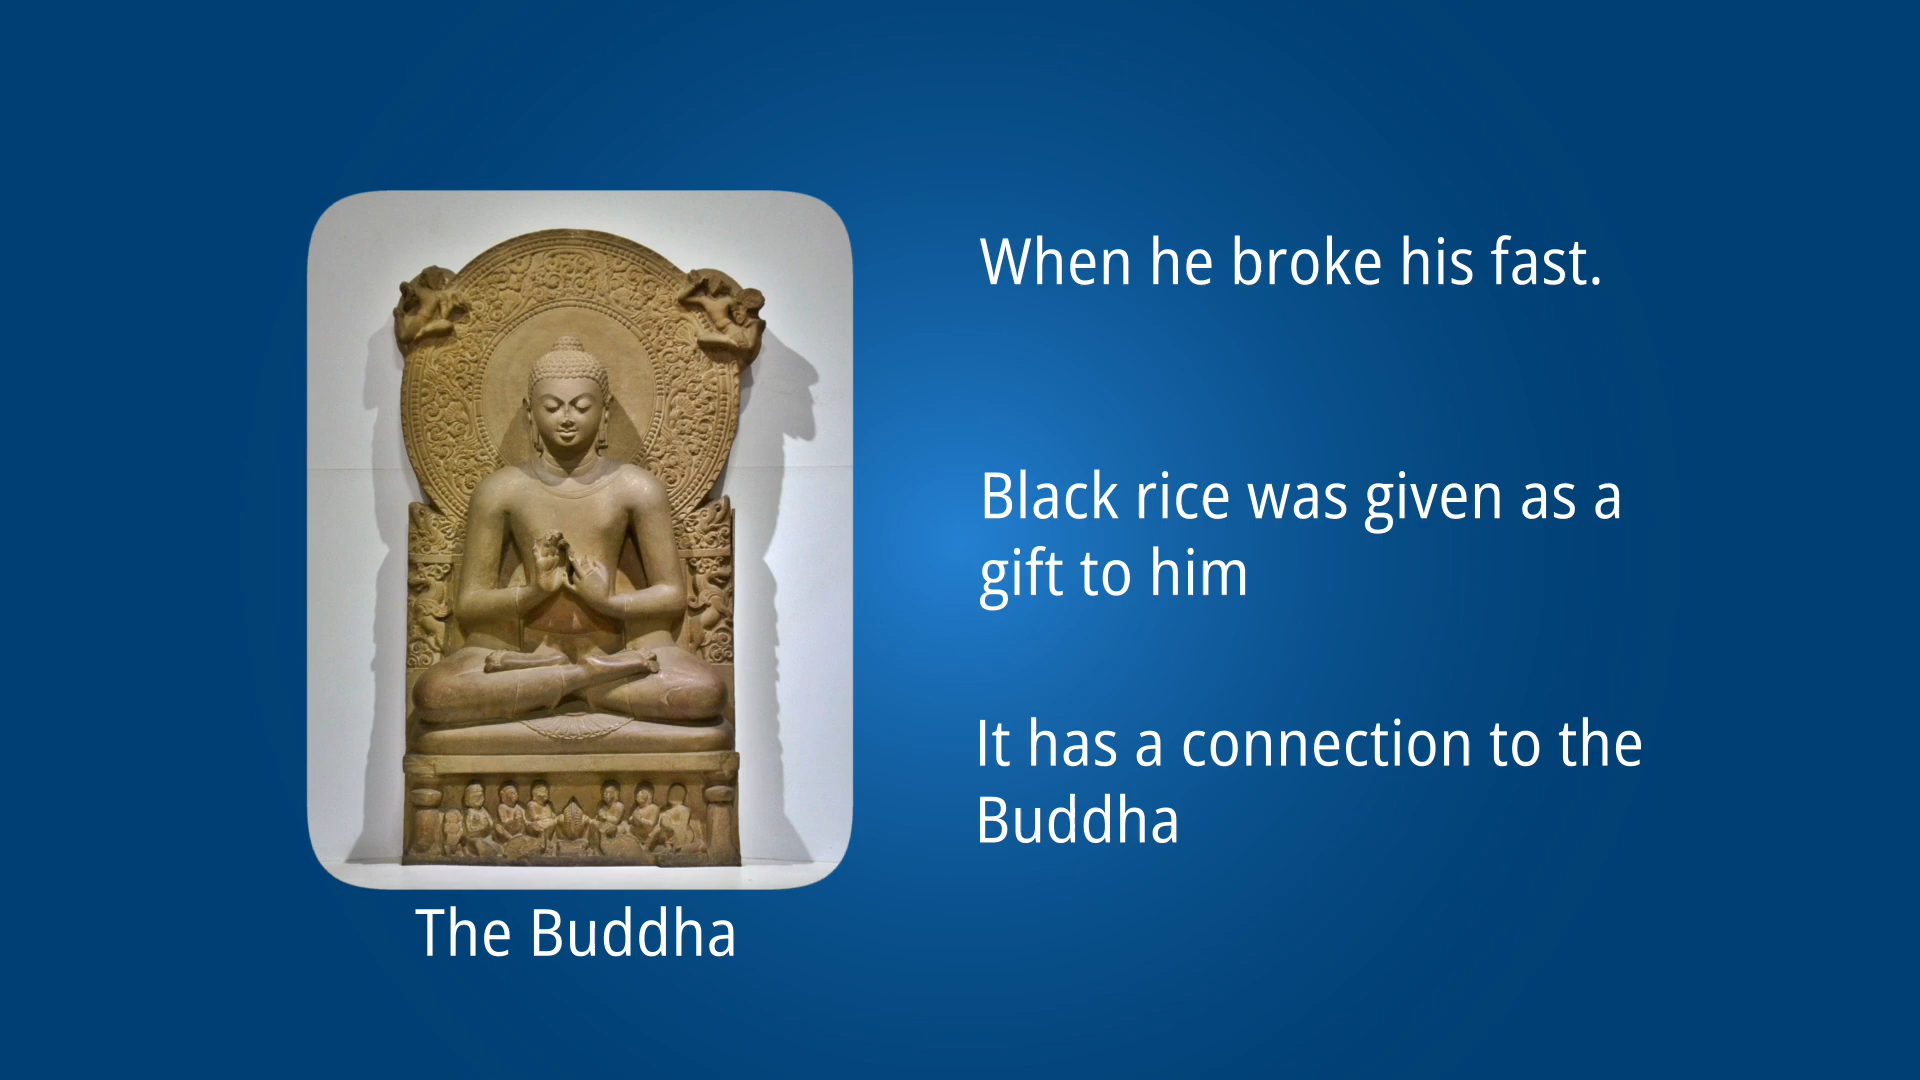 When he broke his fast.
Black rice was given as a
gift to him
It has a connection to the
Buddha
The Buddha